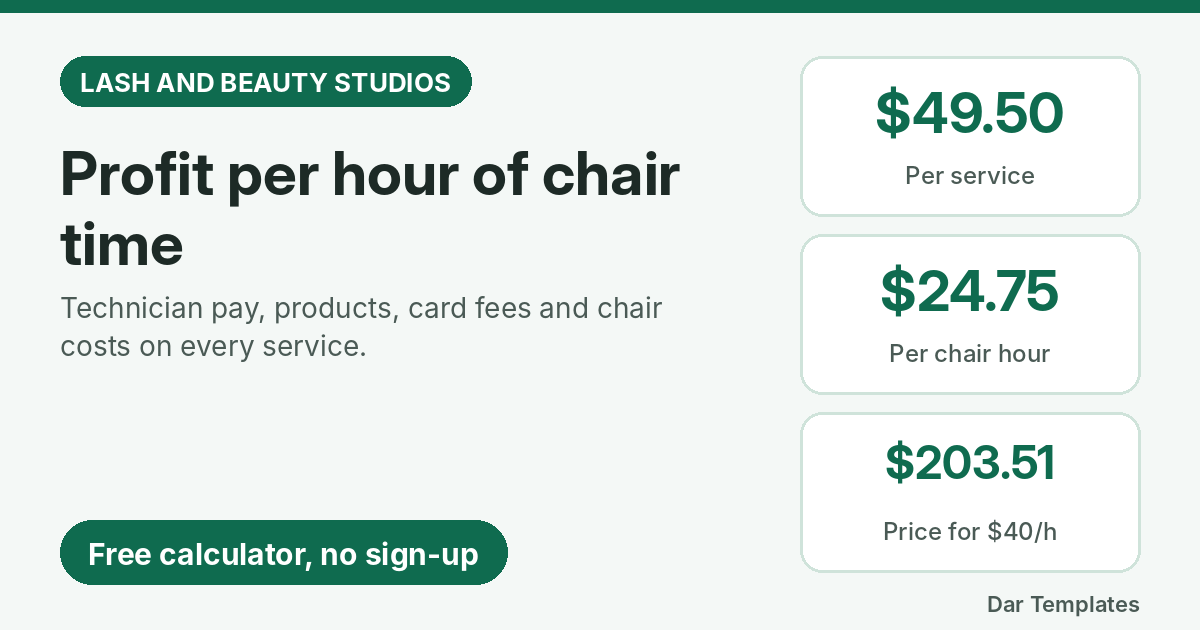 LASH AND BEAUTY STUDIOS
Profit per hour of chair
time
Technician pay, products, card fees and chair
costs on every service.
Free calculator, no sign-up
$49.50
Per service
$24.75
Per chair hour
$203.51
Price for $40/h
Dar Templates